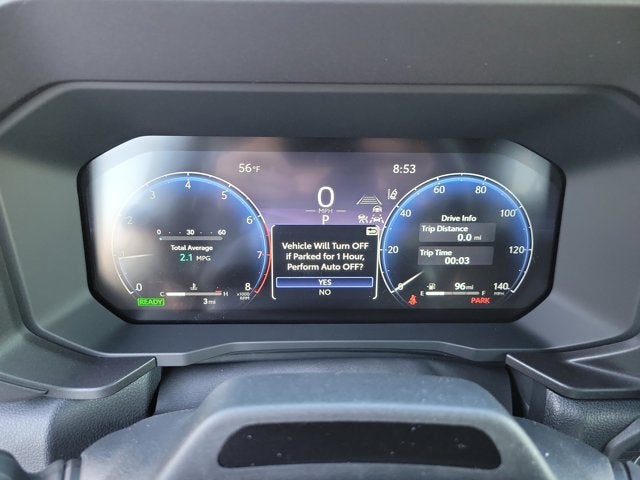 56°F
8:53
0
MPH
P
0 1 2 3 4 5 6 7 8
x1000
RPM
0 30 60
Total Average
2.1 MPG
C H
READY
3 mi
Vehicle Will Turn OFF
if Parked for 1 Hour,
Perform Auto OFF?
YES
NO
0 20 40 60 80 100 120 140
MPH
Drive Info
Trip Distance
0.0 mi
Trip Time
00:03
E F
96 mi
PARK